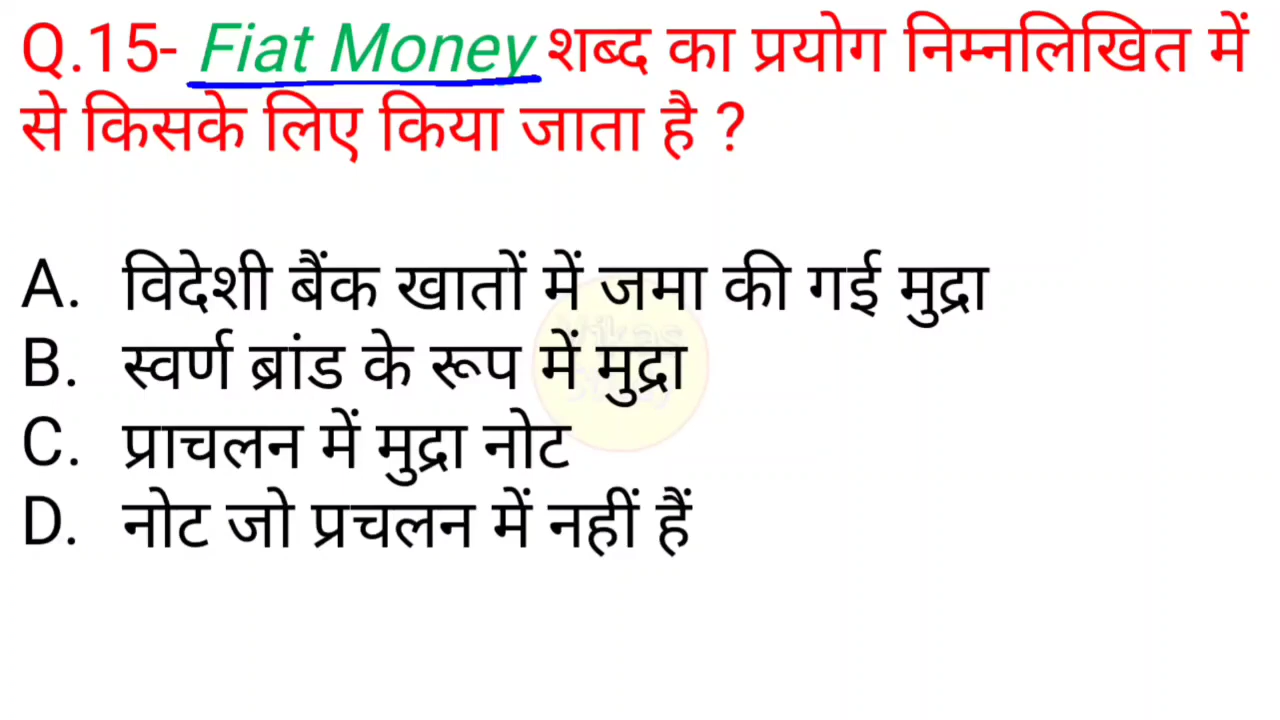 Q.15- Fiat Money शब्द का प्रयोग निम्नलिखित में
से किसके लिए किया जाता है ?
A. विदेशी बैंक खातों में जमा की गई मुद्रा
B. स्वर्ण ब्रांड के रूप में मुद्रा
C. प्राचलन में मुद्रा नोट
D. नोट जो प्रचलन में नहीं हैं